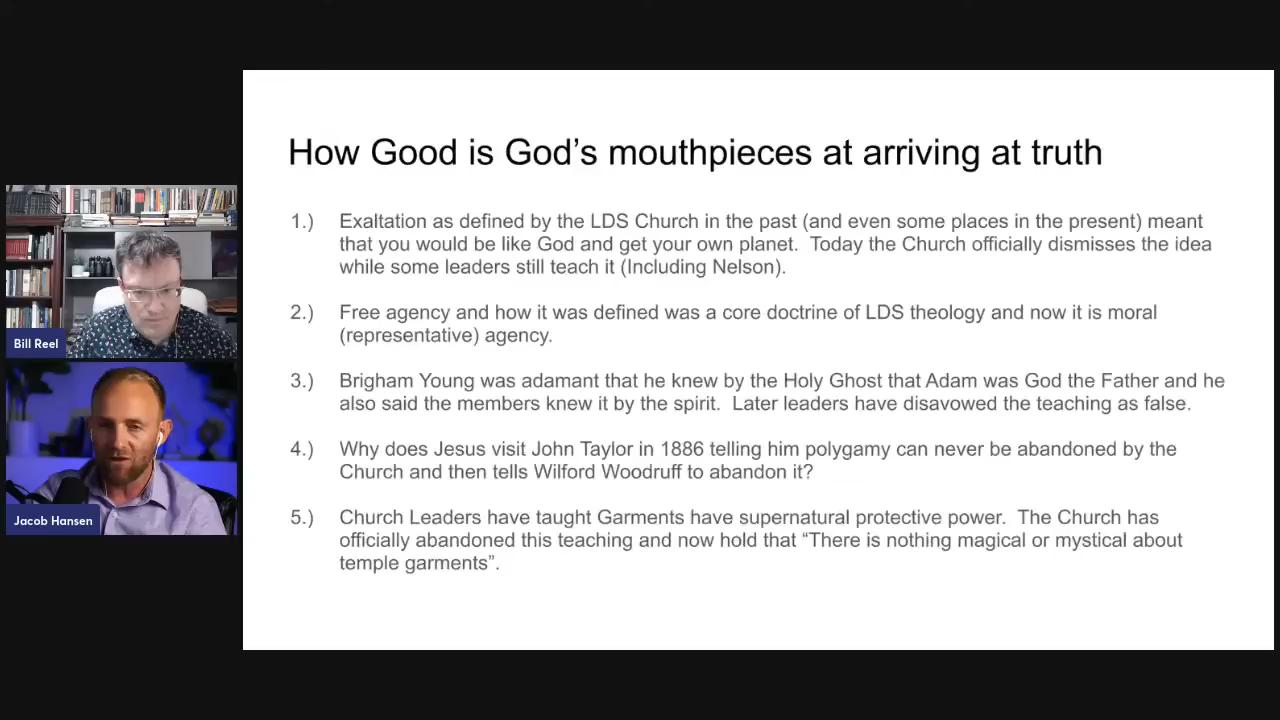 How Good is God's mouthpieces at arriving at truth
1.) Exaltation as defined by the LDS Church in the past (and even some places in the present) meant
that you would be like God and get your own planet. Today the Church officially dismisses the idea
while some leaders still teach it (Including Nelson).
2.) Free agency and how it was defined was a core doctrine of LDS theology and now it is moral
(representative) agency.
3.) Brigham Young was adamant that he knew by the Holy Ghost that Adam was God the Father and he
also said the members knew it by the spirit. Later leaders have disavowed the teaching as false.
4.) Why does Jesus visit John Taylor in 1886 telling him polygamy can never be abandoned by the
Church and then tells Wilford Woodruff to abandon it?
5.) Church Leaders have taught Garments have supernatural protective power. The Church has
officially abandoned this teaching and now hold that “There is nothing magical or mystical about
temple garments”.
Bill Reel
Jacob Hansen